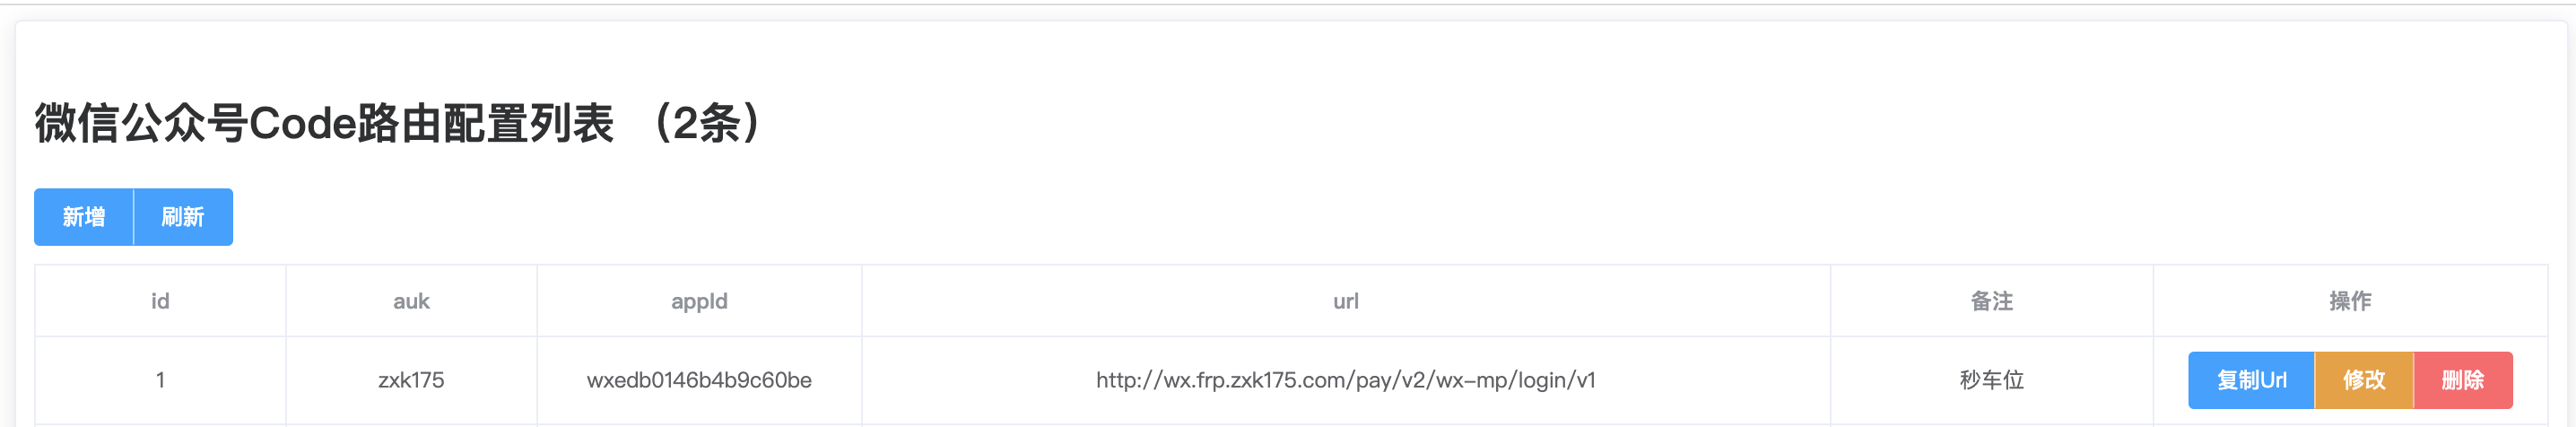 微信公众号Code路由配置列表 （2条）
新增 刷新
id auk appId url 备注 操作
1 zxk175 wxedb0146b4b9c60be http://wx.frp.zxk175.com/pay/v2/wx-mp/login/v1 秒车位 复制Url 修改 删除